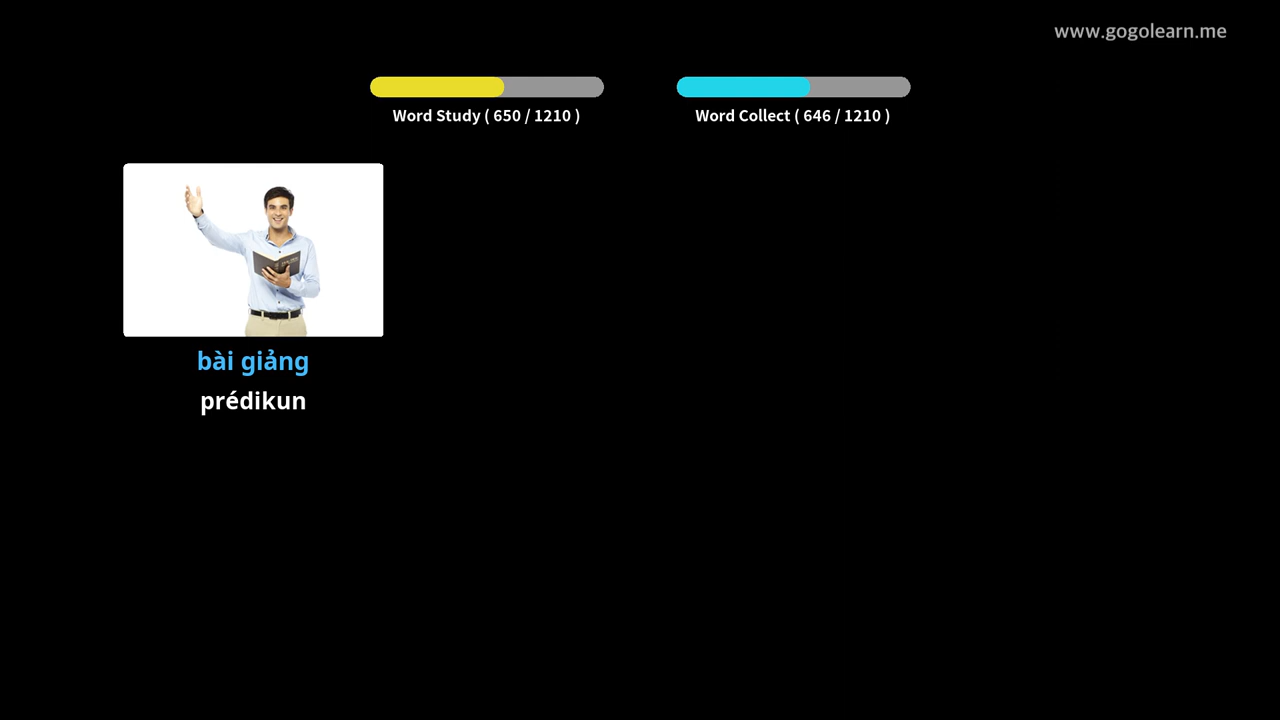 www.gogolearn.me
Word Study ( 650 / 1210 )
Word Collect ( 646 / 1210 )
bài giảng
prédikun